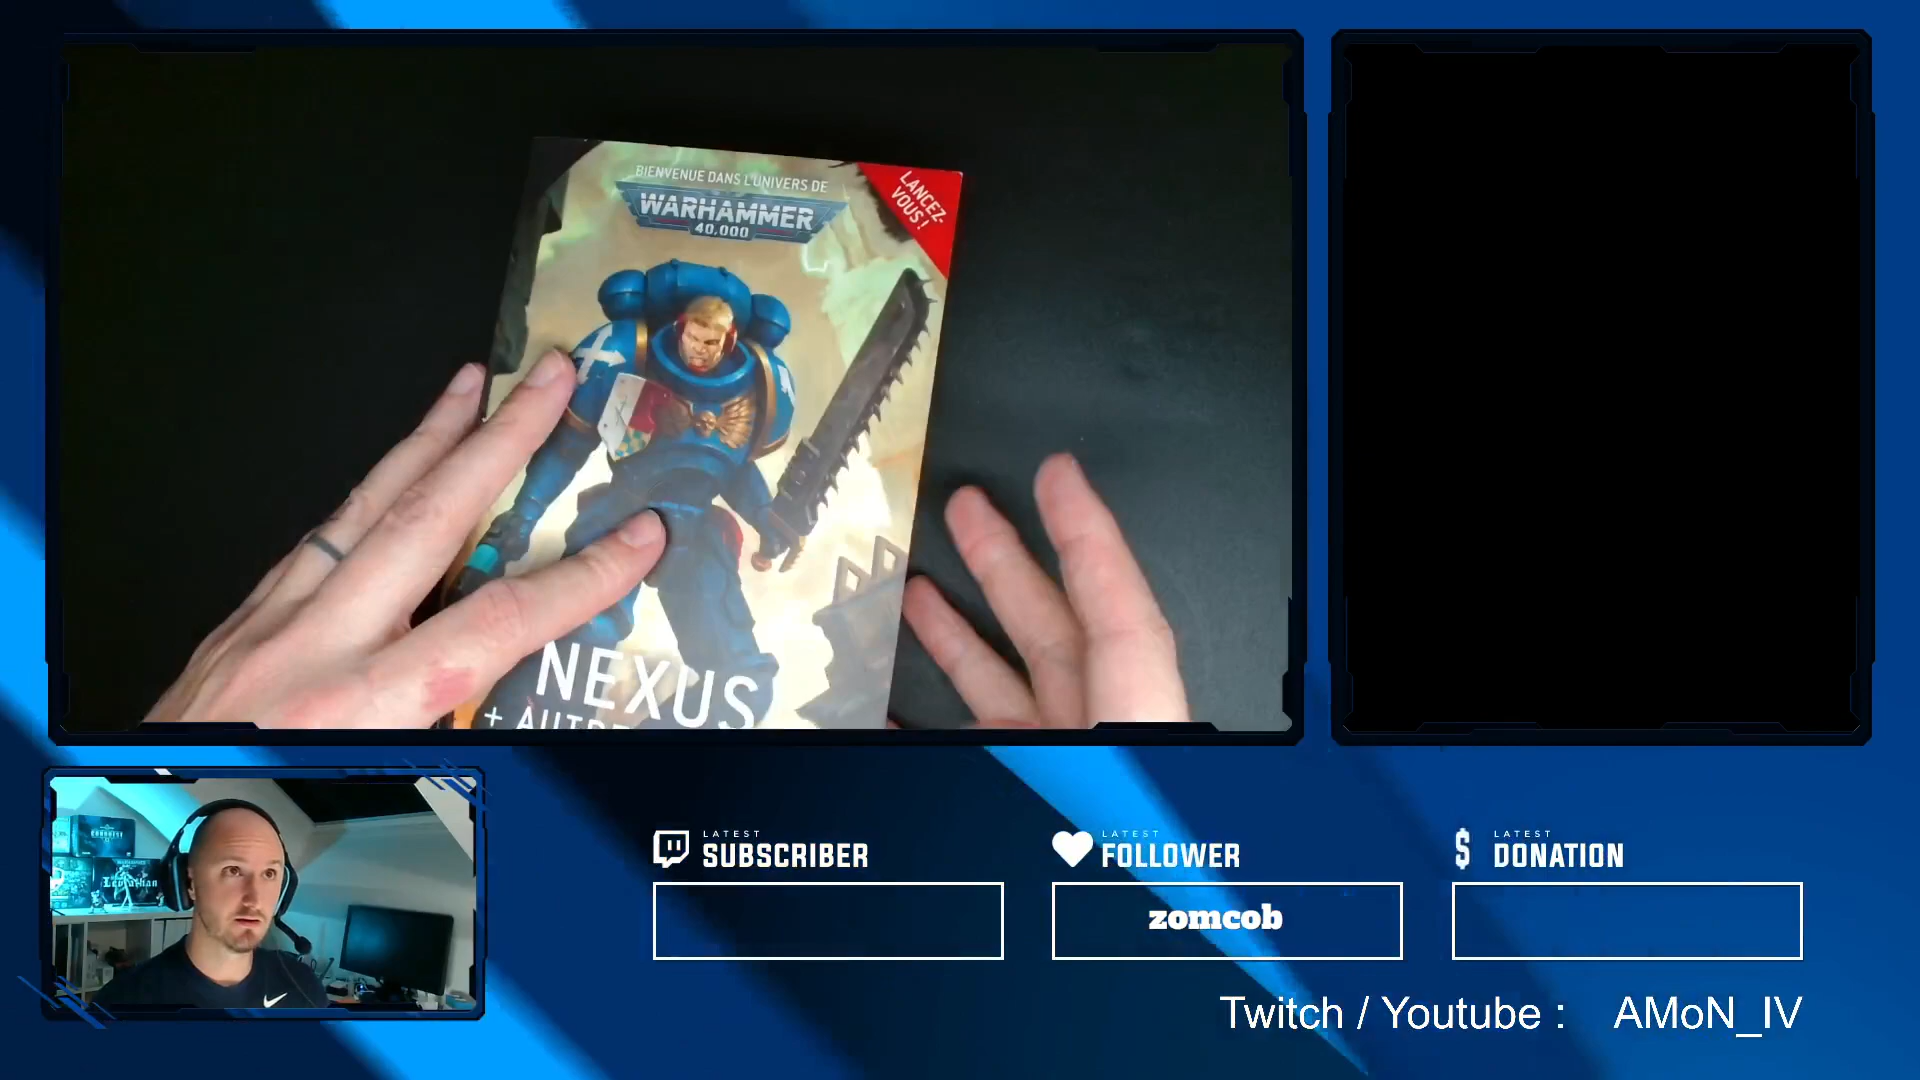 BIENVENUE DANS L'UNIVERS DE
WARHAMMER
40,000
LANCEZ-
VOUS !
NEXUS
LATEST
SUBSCRIBER
LATEST
FOLLOWER
zomcob
LATEST
DONATION
Twitch / Youtube : AMoN_IV
Leviathan